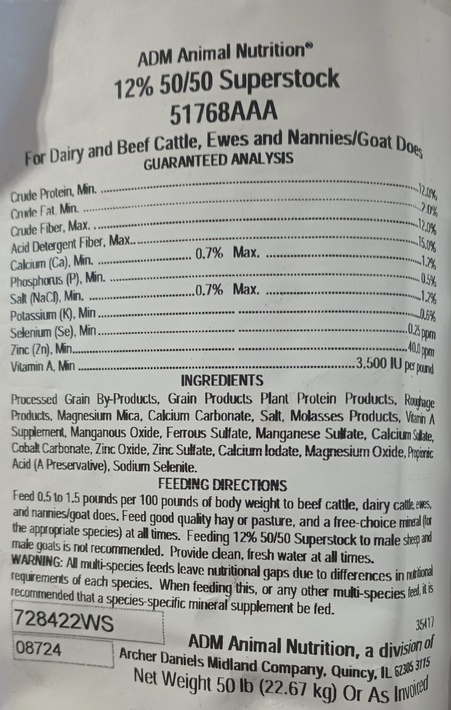 ADM Animal Nutrition®
12% 50/50 Superstock
51768AAA
For Dairy and Beef Cattle, Ewes and Nannies/Goat Does
GUARANTEED ANALYSIS
Crude Protein, Min. 12.0%
Crude Fat, Min. 2.0%
Crude Fiber, Max. 12.0%
Acid Detergent Fiber, Max. 15.0%
Calcium (Ca), Min. 0.7% Max. 1.2%
Phosphorus (P), Min. 0.5%
Salt (NaCl), Min. 0.7% Max. 1.2%
Potassium (K), Min 0.6%
Selenium (Se), Min 0.25 ppm
Zinc (Zn), Min. 40.0 ppm
Vitamin A, Min 3,500 IU per pound
INGREDIENTS
Processed Grain By-Products, Grain Products Plant Protein Products, Roughage
Products, Magnesium Mica, Calcium Carbonate, Salt, Molasses Products, Vitamin A
Supplement, Manganous Oxide, Ferrous Sulfate, Manganese Sulfate, Calcium Sulfate,
Cobalt Carbonate, Zinc Oxide, Zinc Sulfate, Calcium Iodate, Magnesium Oxide, Propionic
Acid (A Preservative), Sodium Selenite.
FEEDING DIRECTIONS
Feed 0.5 to 1.5 pounds per 100 pounds of body weight to beef cattle, dairy cattle, ewes,
and nannies/goat does. Feed good quality hay or pasture, and a free-choice mineral (for
the appropriate species) at all times. Feeding 12% 50/50 Superstock to male sheep and
male goats is not recommended. Provide clean, fresh water at all times.
WARNING: All multi-species feeds leave nutritional gaps due to differences in nutritional
requirements of each species. When feeding this, or any other multi-species feed, it is
recommended that a species-specific mineral supplement be fed.
35417
728422WS
08724
ADM Animal Nutrition, a division of
Archer Daniels Midland Company, Quincy, IL 62305 3115
Net Weight 50 lb (22.67 kg) Or As Invoiced